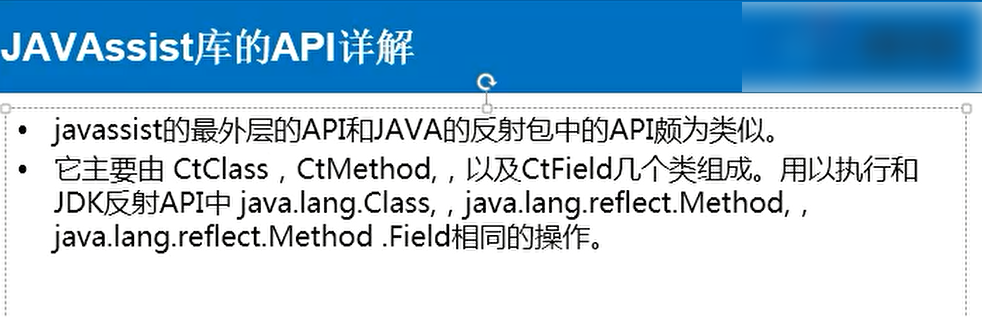 JAVAssist库的API详解
• javassist的最外层的API和JAVA的反射包中的API颇为类似。
• 它主要由 CtClass , CtMethod, , 以及CtField几个类组成。用以执行和
JDK反射API中 java.lang.Class, , java.lang.reflect.Method, ,
java.lang.reflect.Method .Field相同的操作。